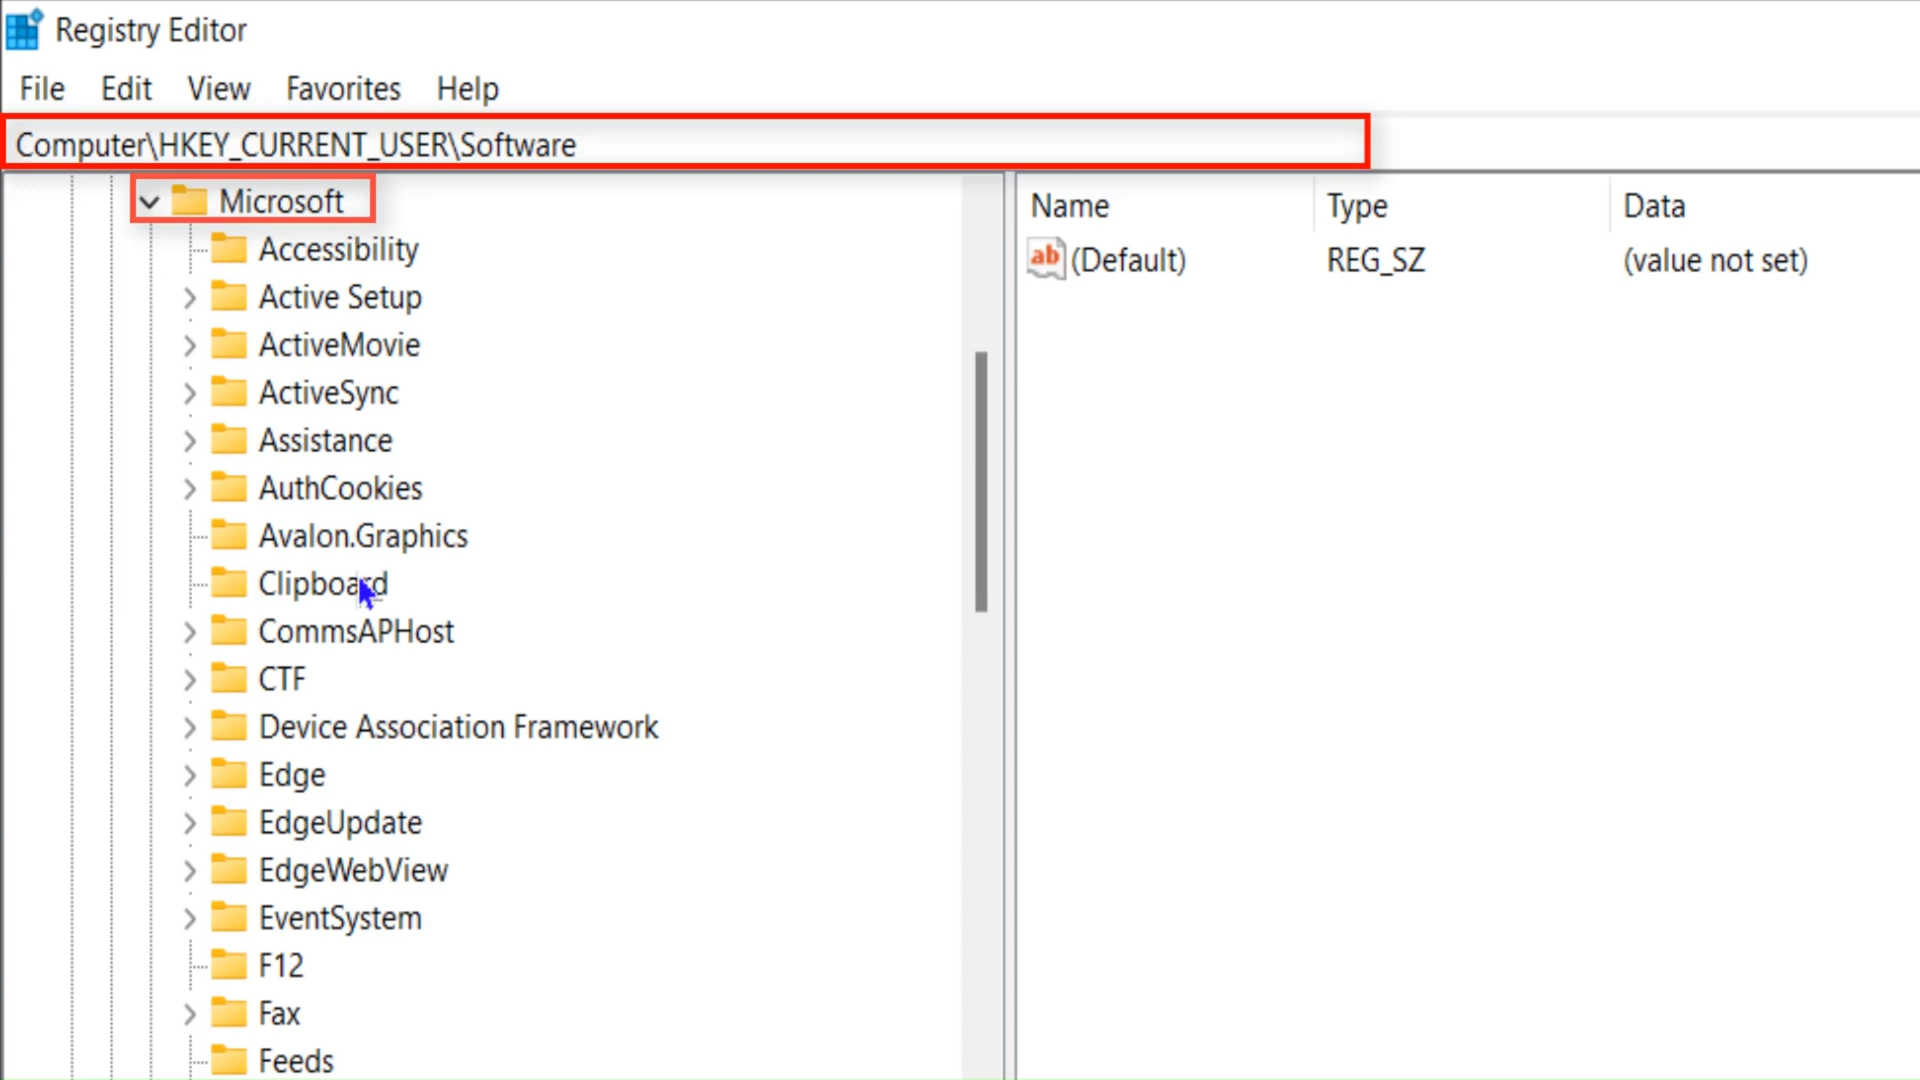 Registry Editor
File Edit View Favorites Help
Computer\HKEY_CURRENT_USER\Software
Microsoft
Accessibility
Active Setup
ActiveMovie
ActiveSync
Assistance
AuthCookies
Avalon.Graphics
Clipboard
CommsAPHost
CTF
Device Association Framework
Edge
EdgeUpdate
EdgeWebView
EventSystem
F12
Fax
Feeds
Name Type Data
ab (Default) REG_SZ (value not set)